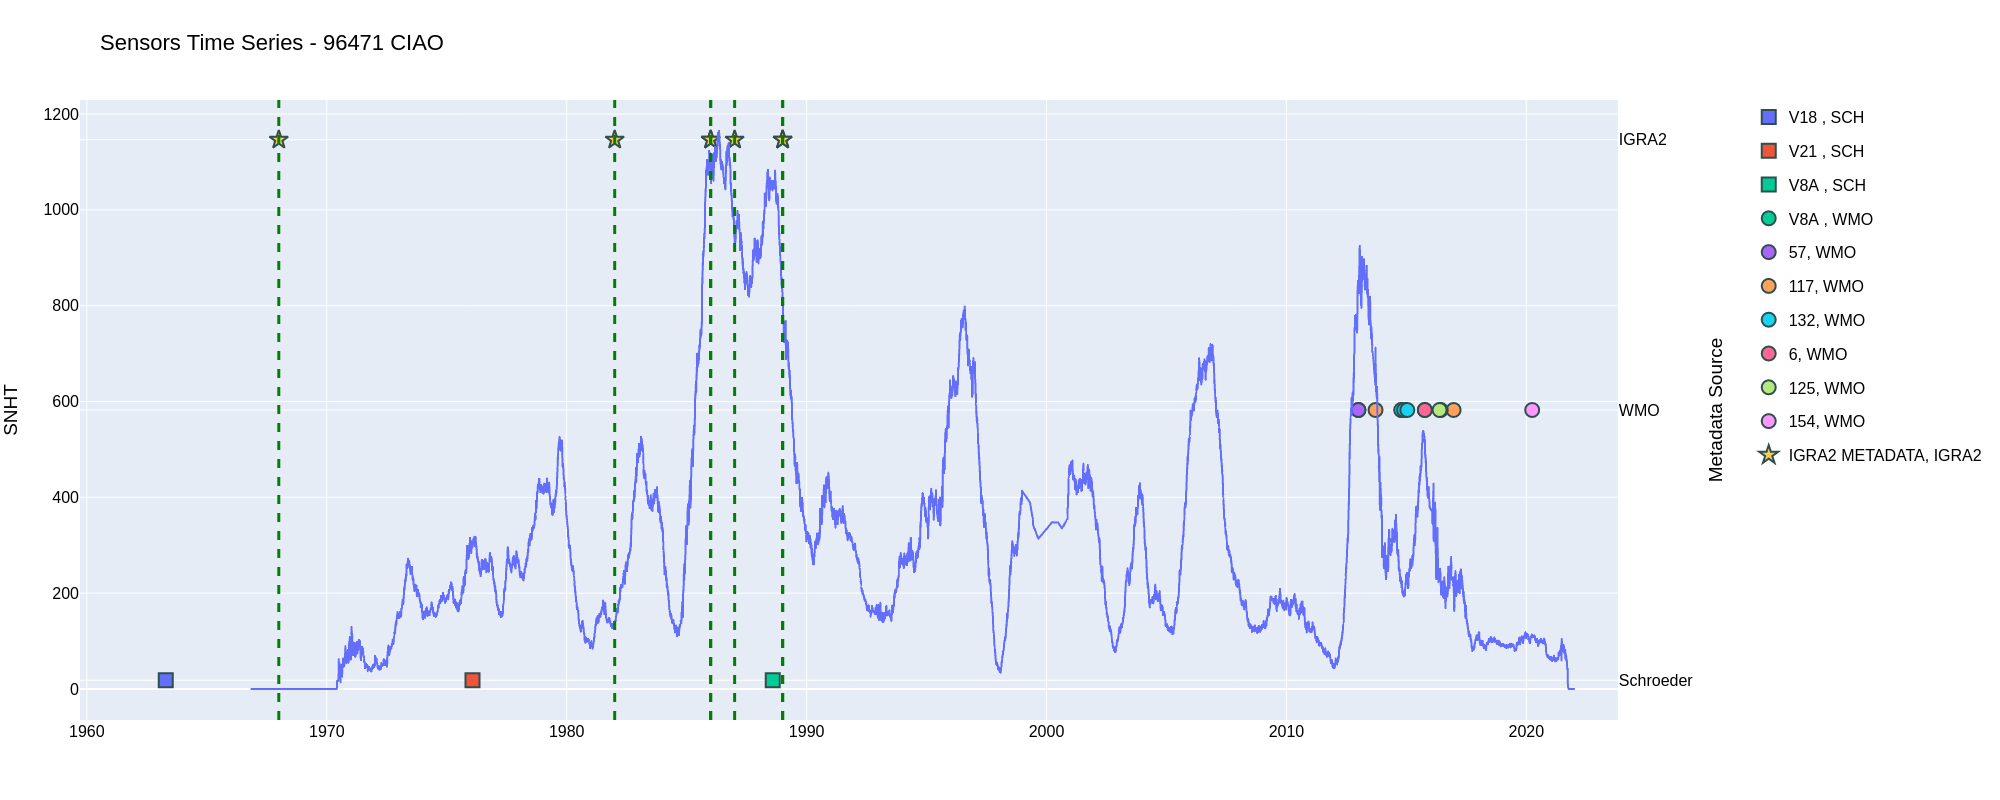 Sensors Time Series - 96471 CIAO
SNHT
1200
1000
800
600
400
200
0
1960
1970
1980
1990
2000
2010
2020
IGRA2
WMO
Schroeder
Metadata Source
V18 , SCH
V21 , SCH
V8A , SCH
V8A , WMO
57, WMO
117, WMO
132, WMO
6, WMO
125, WMO
154, WMO
IGRA2 METADATA, IGRA2